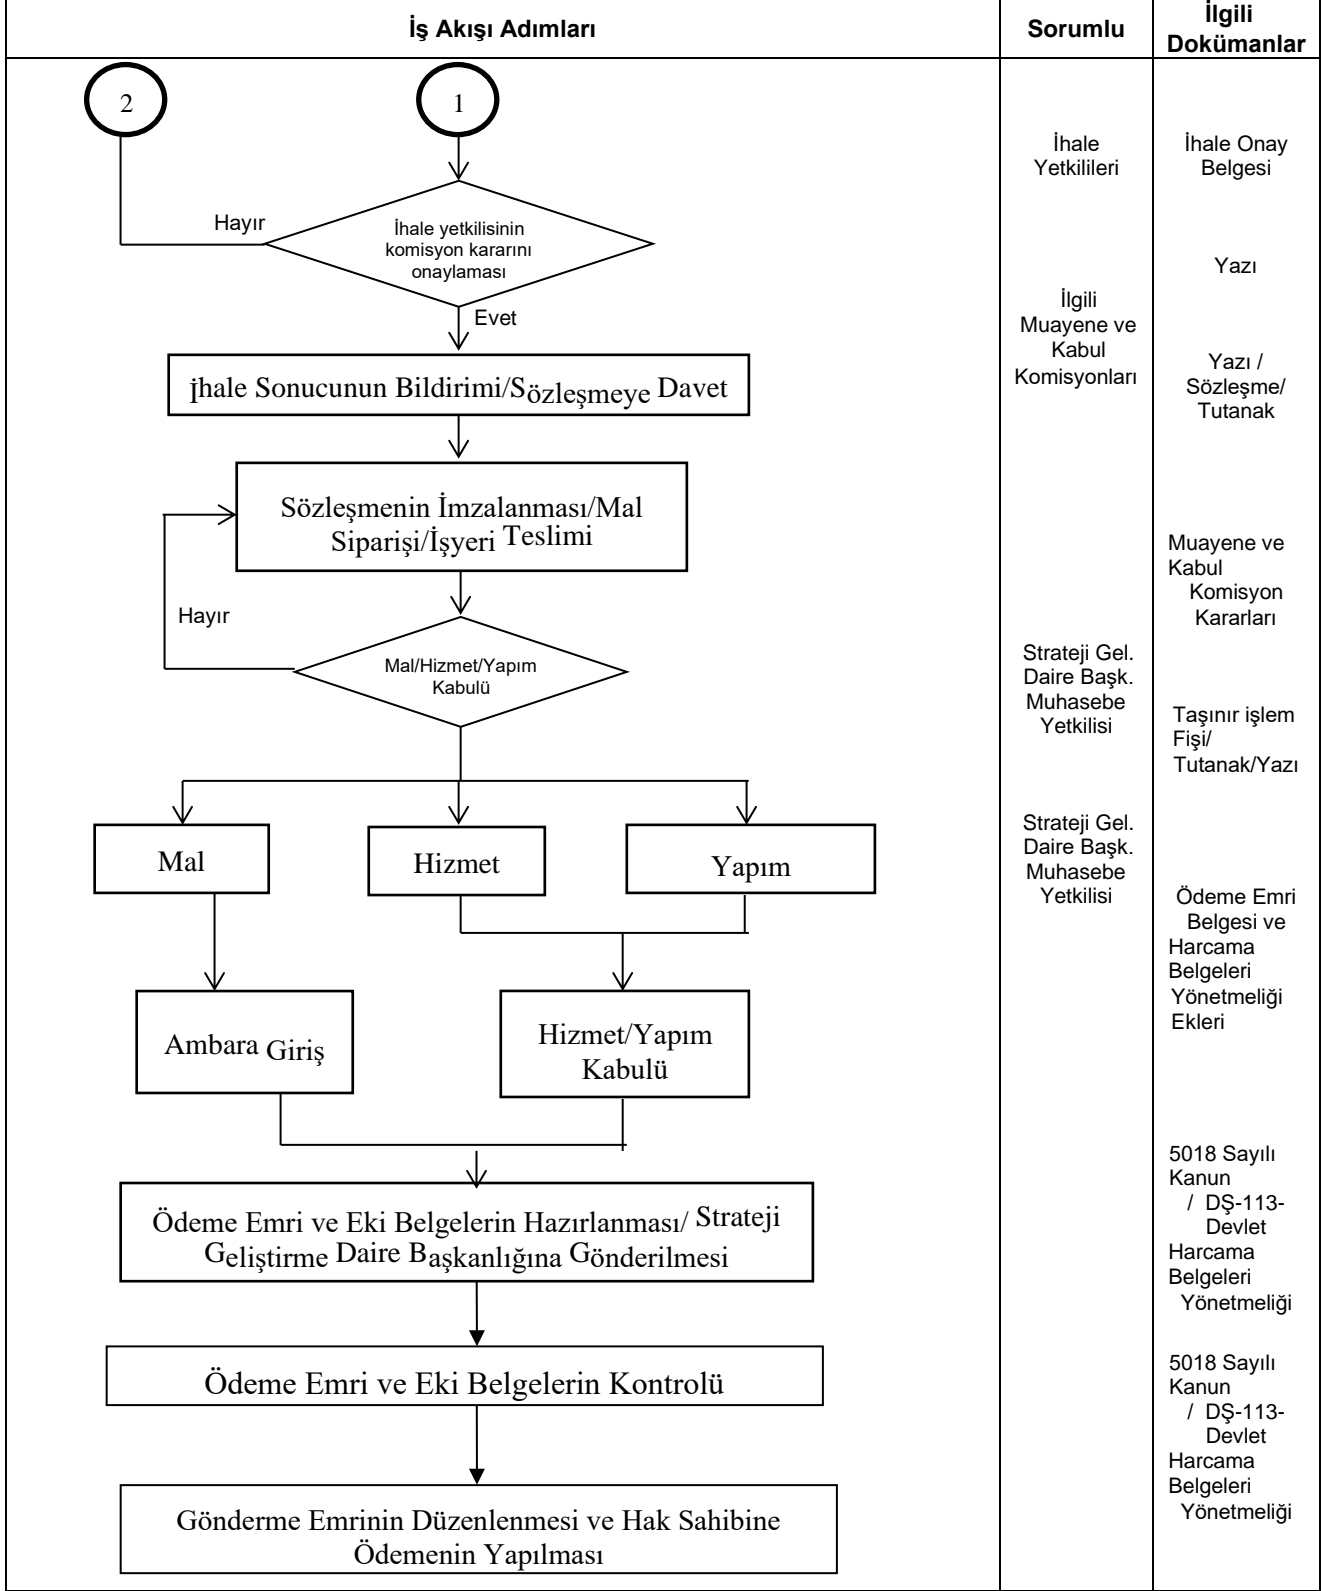 İş Akışı Adımları
Sorumlu
İlgili
Dokümanlar
2
1
Hayır
İhale yetkilisinin
komisyon kararını
onaylaması
Evet
İhale Sonucunun Bildirimi/Sözleşmeye Davet
Sözleşmenin İmzalanması/Mal
Siparişi/İşyeri Teslimi
Hayır
Mal/Hizmet/Yapım
Kabulü
Mal
Hizmet
Yapım
Ambara Giriş
Hizmet/Yapım
Kabulü
Ödeme Emri ve Eki Belgelerin Hazırlanması/ Strateji
Geliştirme Daire Başkanlığına Gönderilmesi
Ödeme Emri ve Eki Belgelerin Kontrolü
Gönderme Emrinin Düzenlenmesi ve Hak Sahibine
Ödemenin Yapılması
İhale
Yetkilileri
İlgili
Muayene ve
Kabul
Komisyonları
Strateji Gel.
Daire Başk.
Muhasebe
Yetkilisi
Strateji Gel.
Daire Başk.
Muhasebe
Yetkilisi
İhale Onay
Belgesi
Yazı
Yazı /
Sözleşme/
Tutanak
Muayene ve
Kabul
Komisyon
Kararları
Taşınır işlem
Fişi/
Tutanak/Yazı
Ödeme Emri
Belgesi ve
Harcama
Belgeleri
Yönetmeliği
Ekleri
5018 Sayılı
Kanun
/ DŞ-113-
Devlet
Harcama
Belgeleri
Yönetmeliği
5018 Sayılı
Kanun
/ DŞ-113-
Devlet
Harcama
Belgeleri
Yönetmeliği